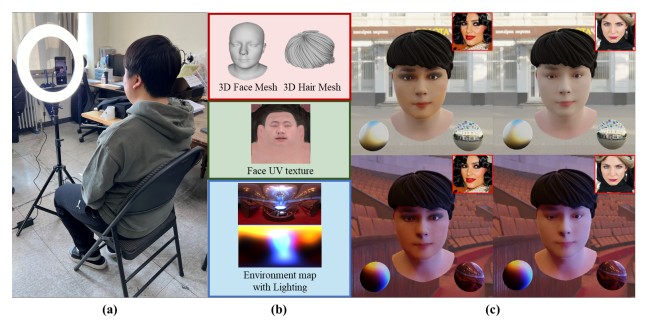 3D Face Mesh 3D Hair Mesh
Face UV texture
Environment map
with Lighting
(a) (b) (c)